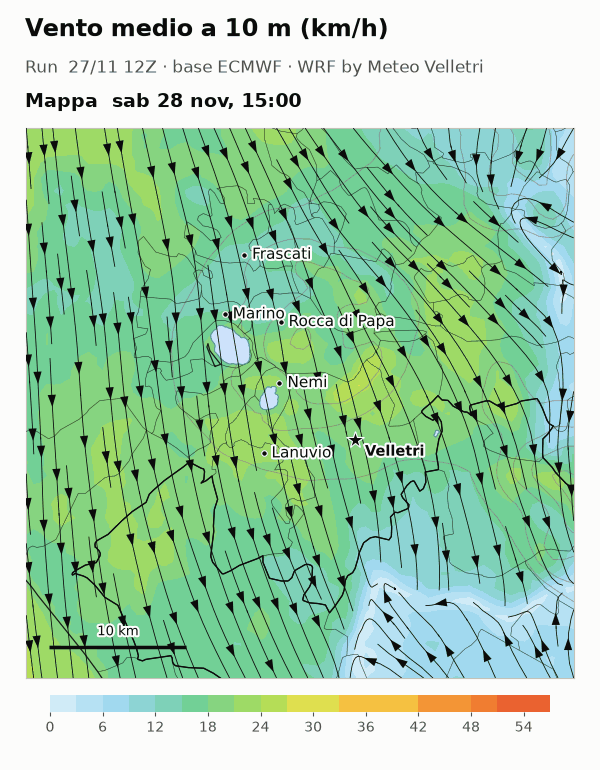 Vento medio a 10 m (km/h)
Run  27/11 12Z · base ECMWF · WRF by Meteo Velletri
Mappa  sab 28 nov, 15:00
Frascati
Marino
Rocca di Papa
Nemi
Velletri
Lanuvio
10 km
0 6 12 18 24 30 36 42 48 54